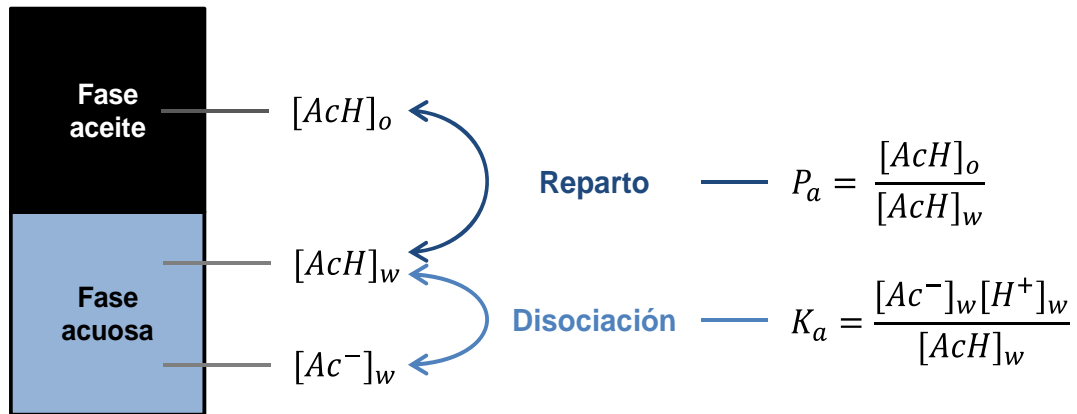 Fase
aceite
[AcH]ₒ
Reparto
Pₐ = [AcH]ₒ / [AcH]w
Fase
acuosa
[AcH]w
Disociación
Kₐ = [Ac⁻]w[H⁺]w / [AcH]w
[Ac⁻]w